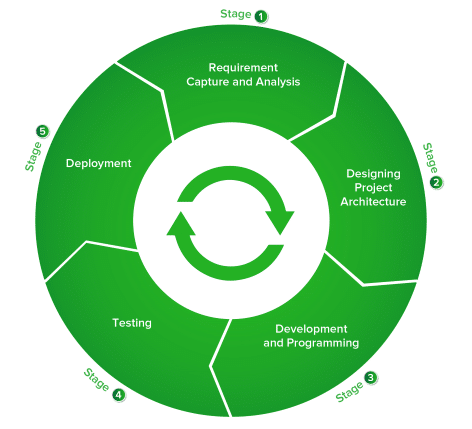 Stage 1
Requirement
Capture and Analysis
Stage 2
Designing
Project
Architecture
Stage 3
Development
and Programming
Stage 4
Testing
Stage 5
Deployment